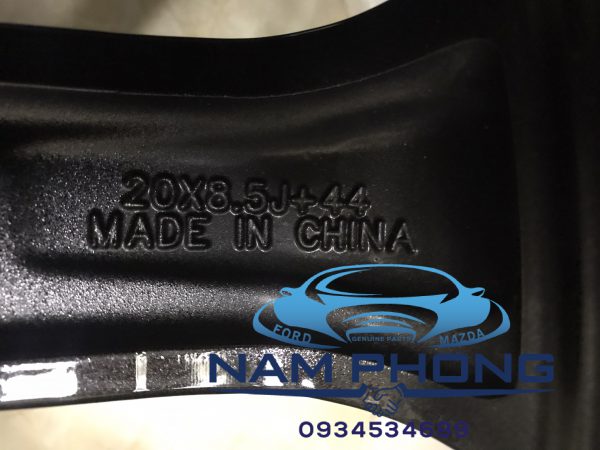 20X8.5J+44
MADE IN CHINA
FORD
GENUINE PARTS
MAZDA
NAM PHONG
0934534699